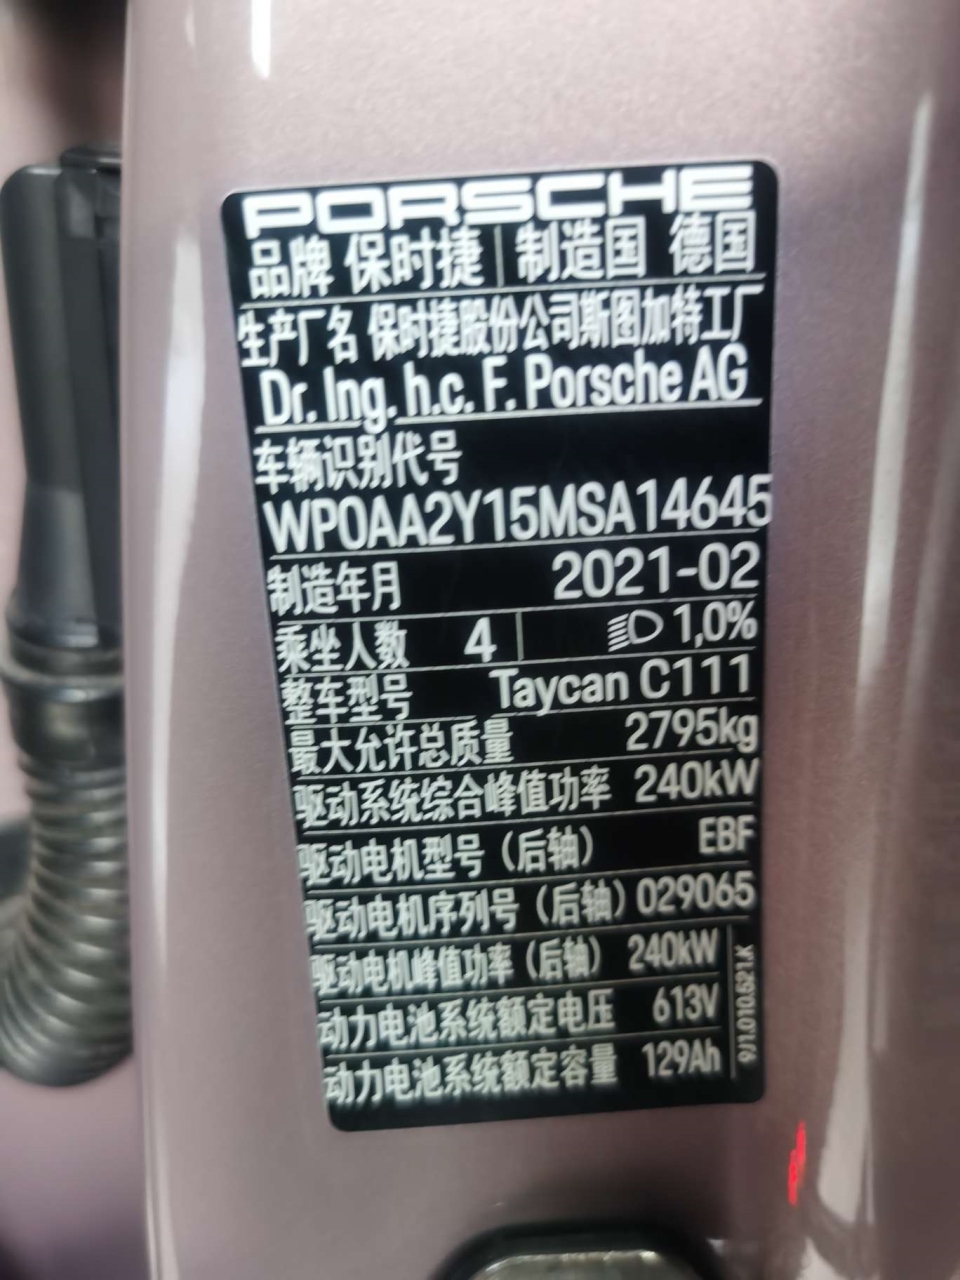 PORSCHE
品牌 保时捷 制造国 德国
生产厂名 保时捷股份公司斯图加特工厂
Dr. Ing. h.c. F. Porsche AG
车辆识别代号
WP0AA2Y15MSA14645
制造年月 2021-02
乘坐人数 4 1,0%
整车型号 Taycan C111
最大允许总质量 2795kg
驱动系统综合峰值功率 240kW
驱动电机型号（后轴） EBF
驱动电机序列号（后轴） 029065
驱动电机峰值功率（后轴） 240kW
动力电池系统额定电压 613V
动力电池系统额定容量 129Ah
9J1.010.521.K